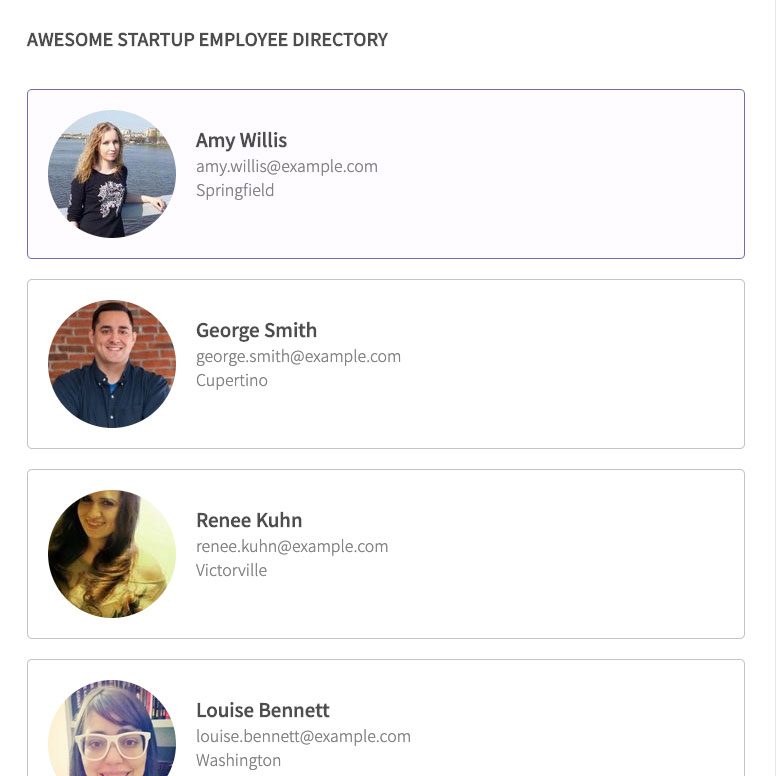 AWESOME STARTUP EMPLOYEE DIRECTORY
Amy Willis
amy.willis@example.com
Springfield
George Smith
george.smith@example.com
Cupertino
Renee Kuhn
renee.kuhn@example.com
Victorville
Louise Bennett
louise.bennett@example.com
Washington